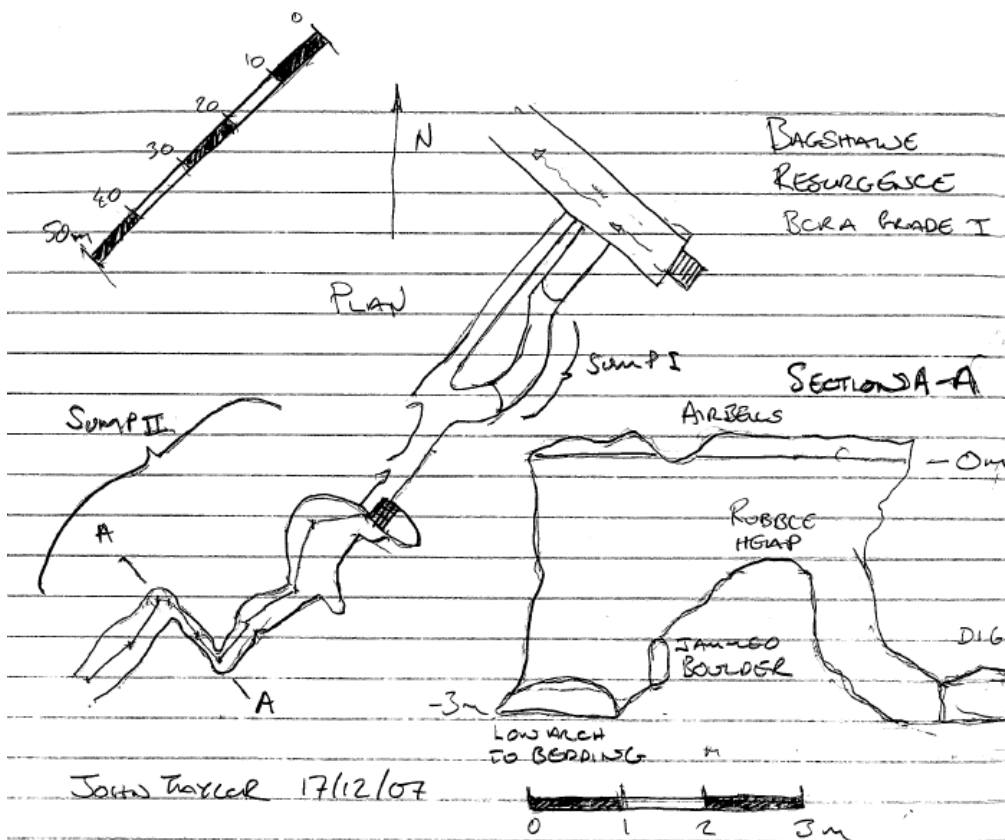 0
10
20
30
40
50m
N
BAGSHAWE
RESURGENCE
BCRA GRADE I
PLAN
SUMP I
SUMP II
A
A
SECTION A-A
AIRBELLS
-0m
RUBBLE
HEAP
JAMMED
BOULDER
DIG
-3m
LOW ARCH
TO BEDDING
JOHN TAYLOR 17/12/07
0 1 2 3m